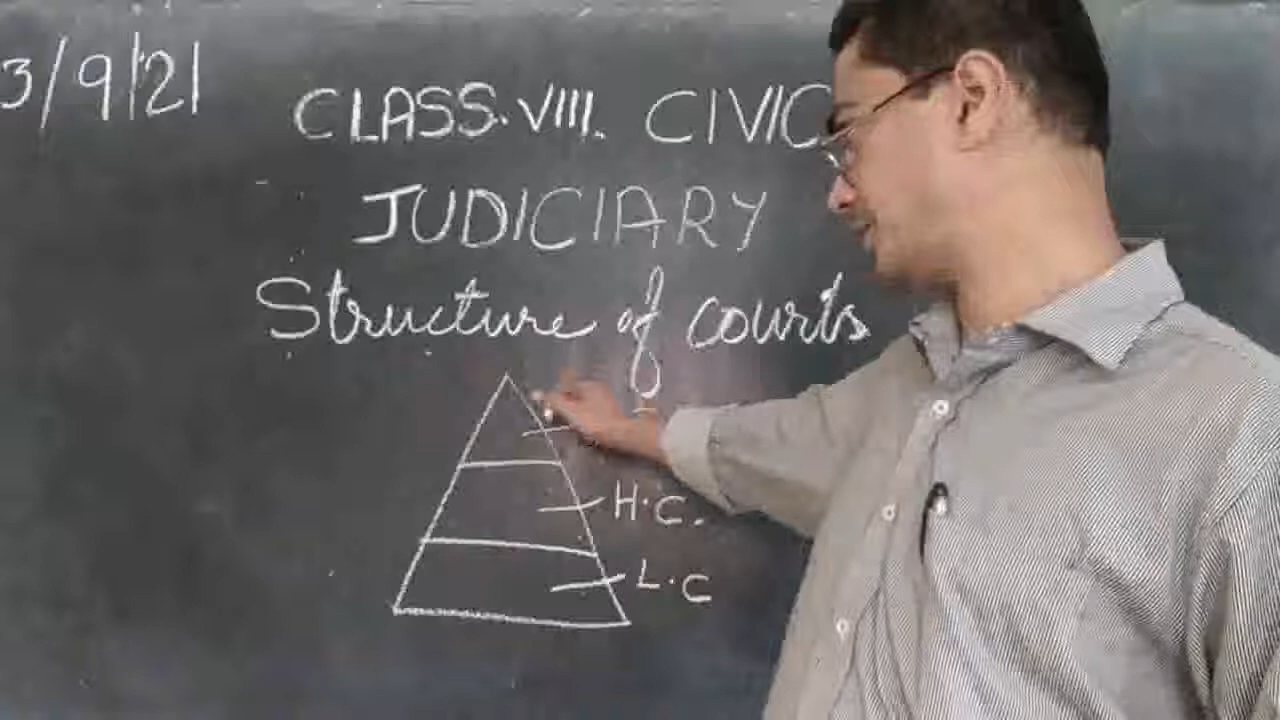 3/9/21
CLASS.VIII. CIVIC
JUDICIARY
Structure of courts
H.C.
L.C